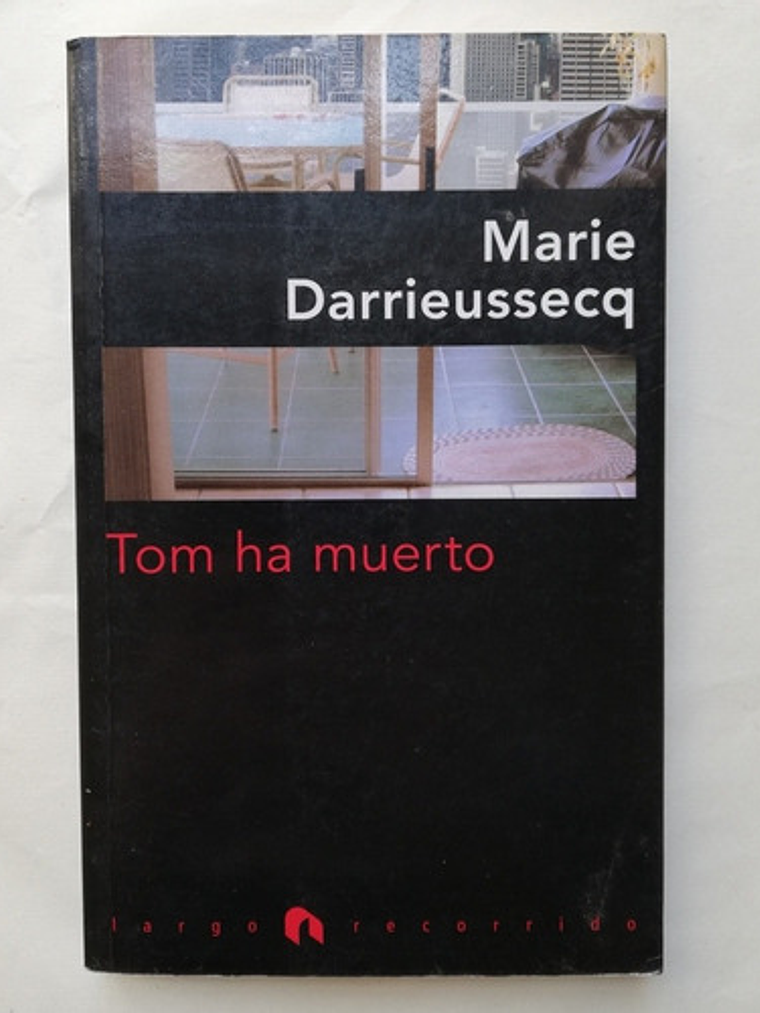 Marie
Darrieussecq
Tom ha muerto
largo recorrido